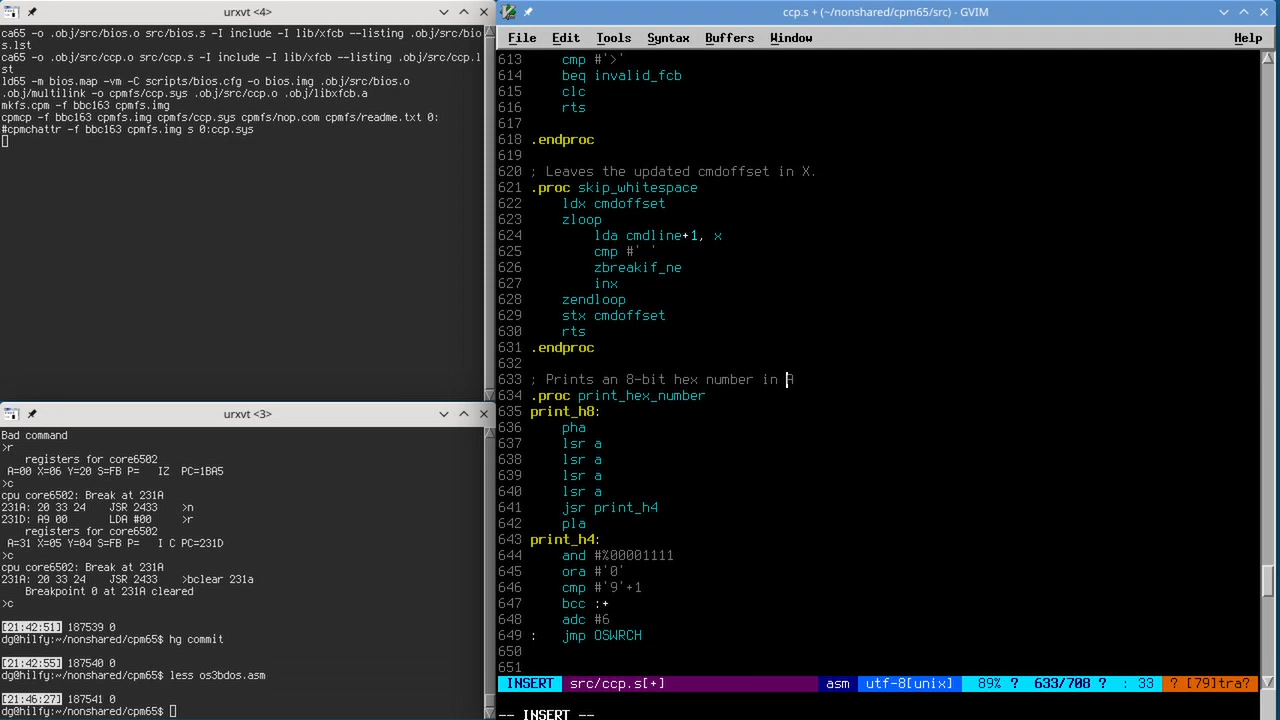 urxvt <4>
ca65 -o .obj/src/bios.o src/bios.s -I include -I lib/xfcb --listing .obj/src/bio
s.lst
ca65 -o .obj/src/ccp.o src/ccp.s -I include -I lib/xfcb --listing .obj/src/ccp.l
st
ld65 -m bios.map -vm -C scripts/bios.cfg -o bios.img .obj/src/bios.o
.obj/multilink -o cpmfs/ccp.sys .obj/src/ccp.o .obj/libxfcb.a
mkfs.cpm -f bbc163 cpmfs.img
cpmcp -f bbc163 cpmfs.img cpmfs/ccp.sys cpmfs/nop.com cpmfs/readme.txt 0:
#cpmchattr -f bbc163 cpmfs.img s 0:ccp.sys
urxvt <3>
Bad command
>r
registers for core6502
A=00 X=06 Y=20 S=FB P=   IZ  PC=1BA5
>c
cpu core6502: Break at 231A
231A: 20 33 24    JSR 2433    >n
231D: A9 00       LDA #00     >r
registers for core6502
A=31 X=05 Y=04 S=FB P=   I C PC=231D
>c
cpu core6502: Break at 231A
231A: 20 33 24    JSR 2433    >bclear 231a
Breakpoint 0 at 231A cleared
>c
[21:42:51] 187539 0
dg@hilfy:~/nonshared/cpm65$ hg commit
[21:42:55] 187540 0
dg@hilfy:~/nonshared/cpm65$ less os3bdos.asm
[21:46:27] 187541 0
dg@hilfy:~/nonshared/cpm65$
ccp.s + (~/nonshared/cpm65/src) - GVIM
File Edit Tools Syntax Buffers Window Help
613     cmp #'>'
614     beq invalid_fcb
615     clc
616     rts
617
618 .endproc
619
620 ; Leaves the updated cmdoffset in X.
621 .proc skip_whitespace
622     ldx cmdoffset
623     zloop
624         lda cmdline+1, x
625         cmp #' '
626         zbreakif_ne
627         inx
628     zendloop
629     stx cmdoffset
630     rts
631 .endproc
632
633 ; Prints an 8-bit hex number in A
634 .proc print_hex_number
635 print_h8:
636     pha
637     lsr a
638     lsr a
639     lsr a
640     lsr a
641     jsr print_h4
642     pla
643 print_h4:
644     and #%00001111
645     ora #'0'
646     cmp #'9'+1
647     bcc :+
648     adc #6
649 :   jmp OSWRCH
650
651
INSERT src/ccp.s[+] asm utf-8[unix] 89% ? 633/708 ? : 33 ? [79]tra?
-- INSERT --